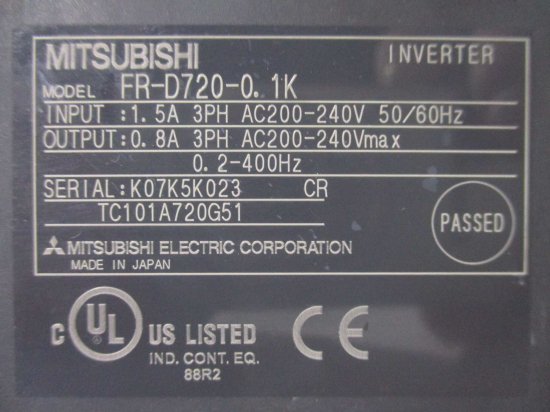 MITSUBISHI INVERTER
MODEL FR-D720-0.1K
INPUT :1.5A 3PH AC200-240V 50/60Hz
OUTPUT:0.8A 3PH AC200-240Vmax
0.2-400Hz
SERIAL:K07K5K023 CR
TC101A720G51
PASSED
MITSUBISHI ELECTRIC CORPORATION
MADE IN JAPAN
C UL US LISTED CE
IND. CONT. EQ.
88R2